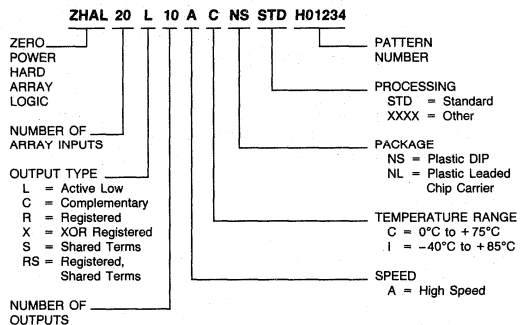 ZHAL 20 L 10 A C NS STD H01234
ZERO
POWER
HARD
ARRAY
LOGIC
NUMBER OF
ARRAY INPUTS
OUTPUT TYPE
L = Active Low
C = Complementary
R = Registered
X = XOR Registered
S = Shared Terms
RS = Registered,
Shared Terms
NUMBER OF
OUTPUTS
PATTERN
NUMBER
PROCESSING
STD = Standard
XXXX = Other
PACKAGE
NS = Plastic DIP
NL = Plastic Leaded
Chip Carrier
TEMPERATURE RANGE
C = 0°C to +75°C
I = −40°C to +85°C
SPEED
A = High Speed